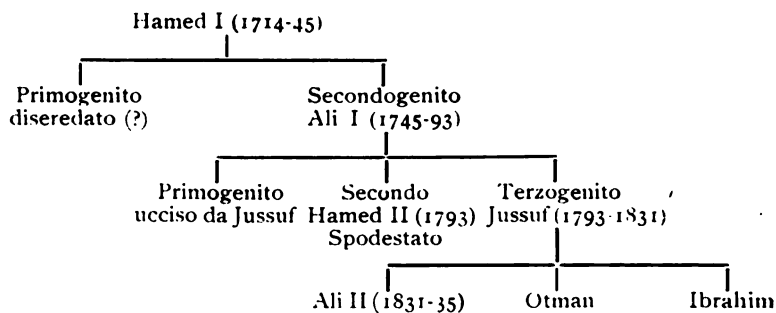 Hamed I (1714-45)
Primogenito
diseredato (?)
Secondogenito
Ali I (1745-93)
Primogenito
ucciso da Jussuf
Secondo
Hamed II (1793)
Spodestato
Terzogenito
Jussuf (1793-1831)
Ali II (1831-35)
Otman
Ibrahim